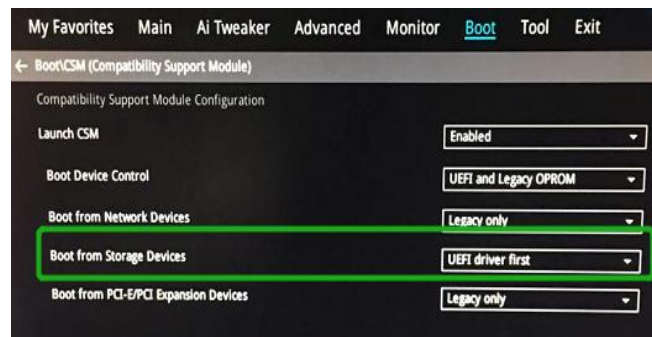 My Favorites Main Ai Tweaker Advanced Monitor Boot Tool Exit
← Boot\CSM (Compatibility Support Module)
Compatibility Support Module Configuration
Launch CSM Enabled
Boot Device Control UEFI and Legacy OPROM
Boot from Network Devices Legacy only
Boot from Storage Devices UEFI driver first
Boot from PCI-E/PCI Expansion Devices Legacy only